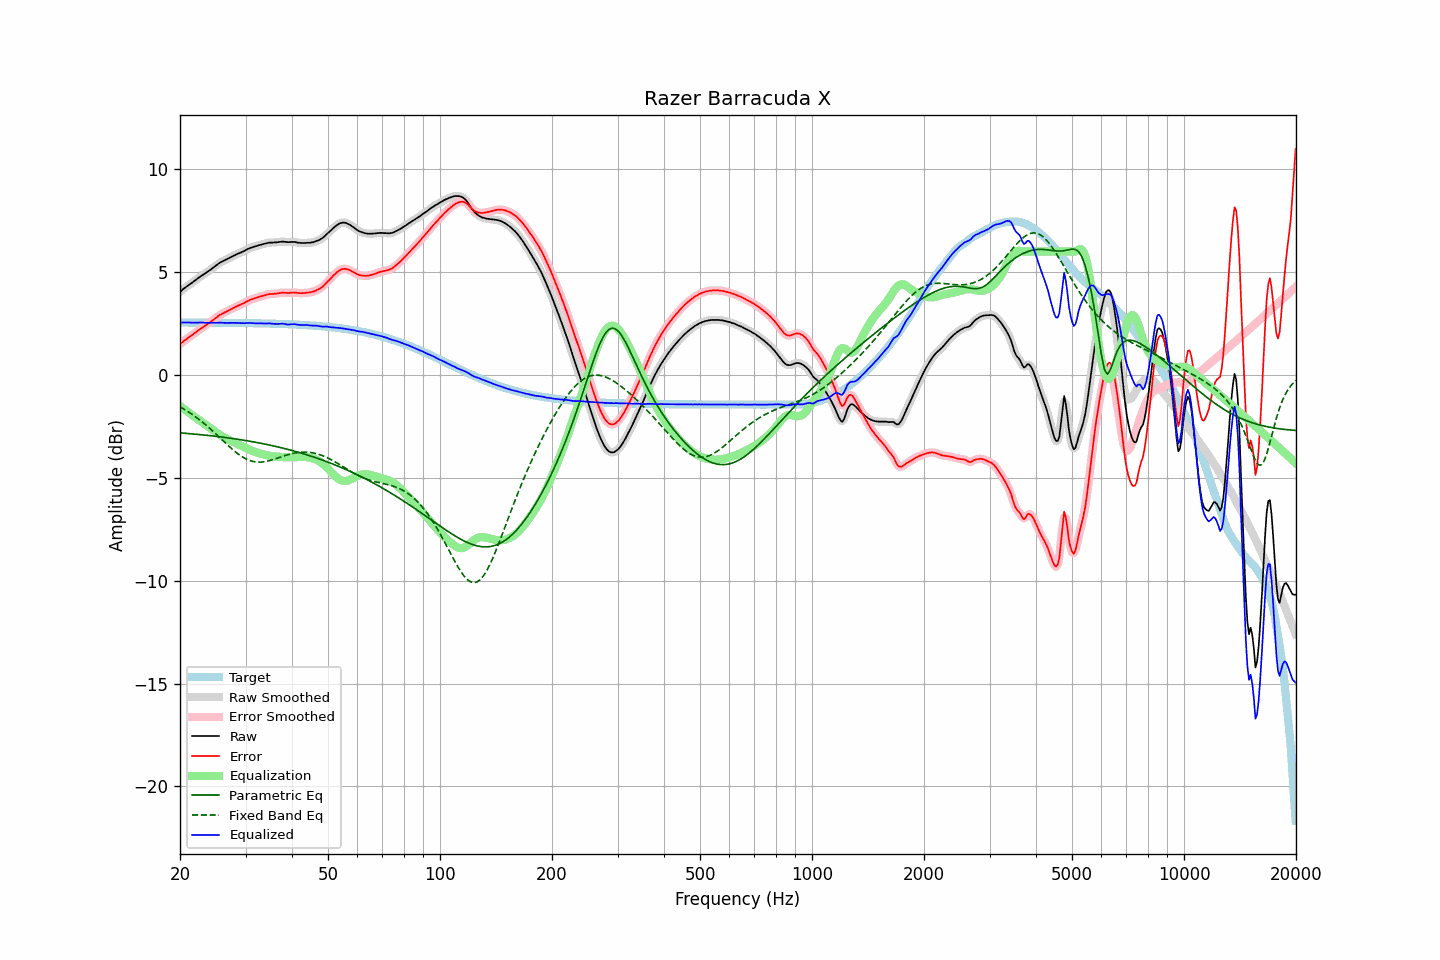 Razer Barracuda X
Amplitude (dBr)
10
5
0
−5
−10
−15
−20
Target
Raw Smoothed
Error Smoothed
Raw
Error
Equalization
Parametric Eq
Fixed Band Eq
Equalized
20 50 100 200 500 1000 2000 5000 10000 20000
Frequency (Hz)